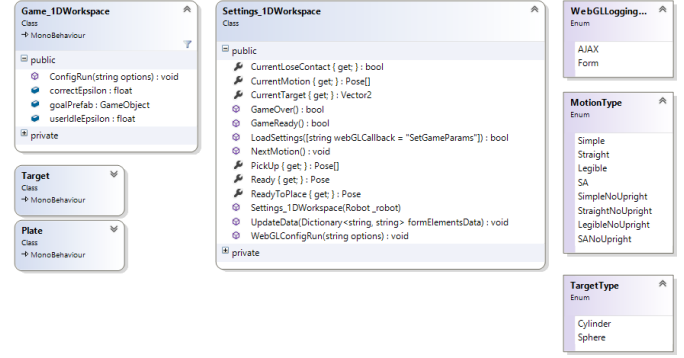 Game_1DWorkspace
Class
MonoBehaviour
public
ConfigRun(string options) : void
correctEpsilon : float
goalPrefab : GameObject
userIdleEpsilon : float
private
Target
Class
MonoBehaviour
Plate
Class
MonoBehaviour
Settings_1DWorkspace
Class
public
CurrentLoseContact { get; } : bool
CurrentMotion { get; } : Pose[]
CurrentTarget { get; } : Vector2
GameOver() : bool
GameReady() : bool
LoadSettings([string webGLCallback = "SetGameParams"]) : bool
NextMotion() : void
PickUp { get; } : Pose[]
Ready { get; } : Pose
ReadyToPlace { get; } : Pose
Settings_1DWorkspace(Robot _robot)
UpdateData(Dictionary<string, string> formElementsData) : void
WebGLConfigRun(string options) : void
private
WebGLLogging...
Enum
AJAX
Form
MotionType
Enum
Simple
Straight
Legible
SA
SimpleNoUpright
StraightNoUpright
LegibleNoUpright
SANoUpright
TargetType
Enum
Cylinder
Sphere